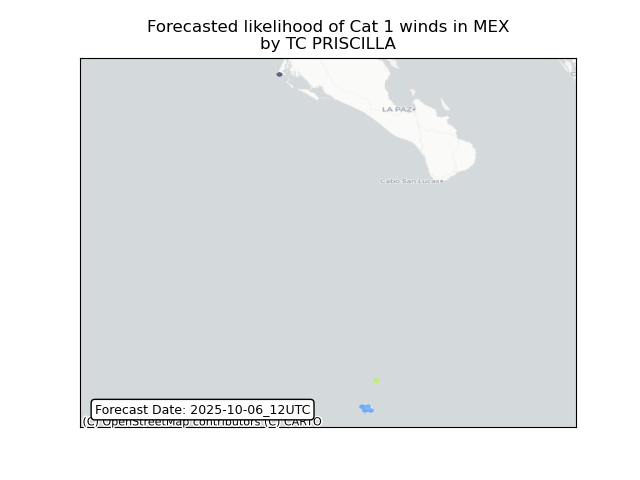 Forecasted likelihood of Cat 1 winds in MEX
by TC PRISCILLA
LA PAZ
Cabo San Lucas
Forecast Date: 2025-10-06_12UTC
(C) OpenStreetMap contributors (C) CARTO